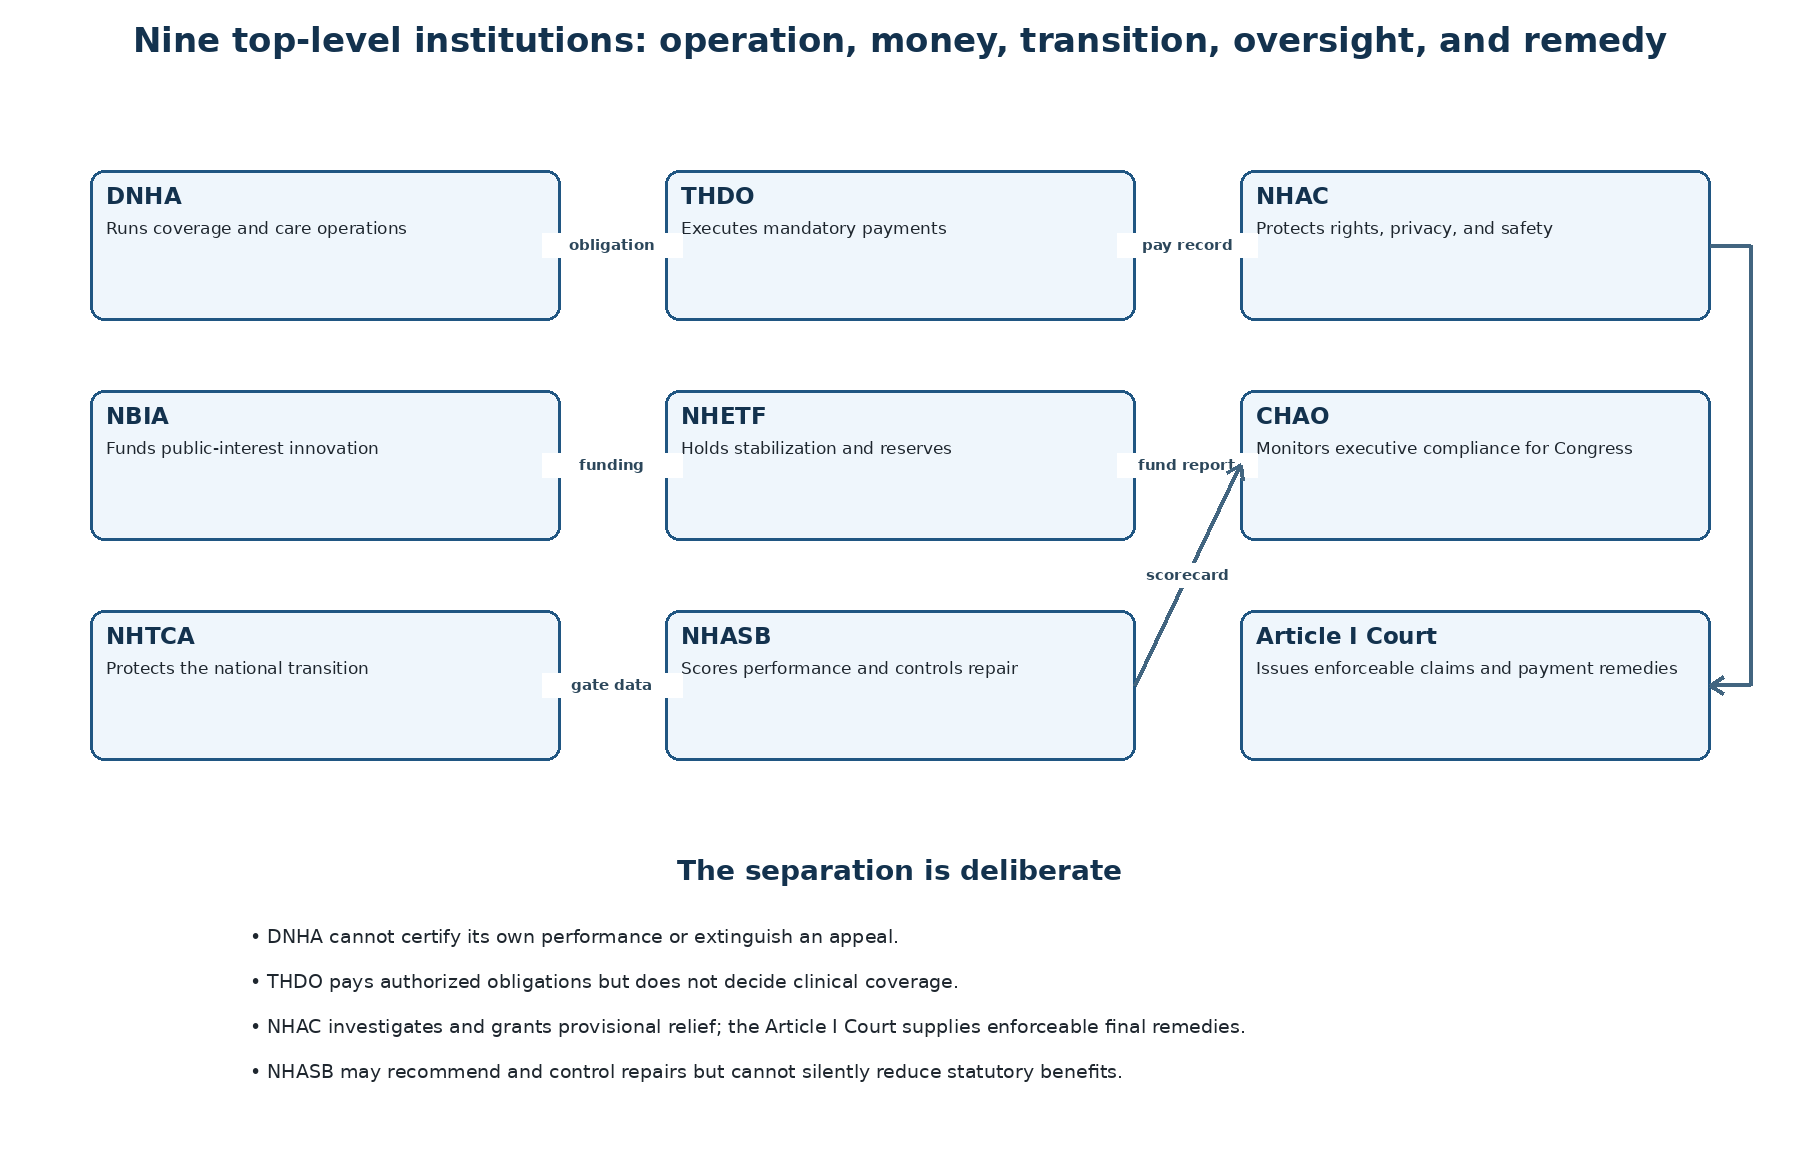 Nine top-level institutions: operation, money, transition, oversight, and remedy
DNHA
Runs coverage and care operations
obligation
THDO
Executes mandatory payments
pay record
NHAC
Protects rights, privacy, and safety
NBIA
Funds public-interest innovation
funding
NHETF
Holds stabilization and reserves
fund report
CHAO
Monitors executive compliance for Congress
scorecard
NHTCA
Protects the national transition
gate data
NHASB
Scores performance and controls repair
Article I Court
Issues enforceable claims and payment remedies
The separation is deliberate
• DNHA cannot certify its own performance or extinguish an appeal.
• THDO pays authorized obligations but does not decide clinical coverage.
• NHAC investigates and grants provisional relief; the Article I Court supplies enforceable final remedies.
• NHASB may recommend and control repairs but cannot silently reduce statutory benefits.